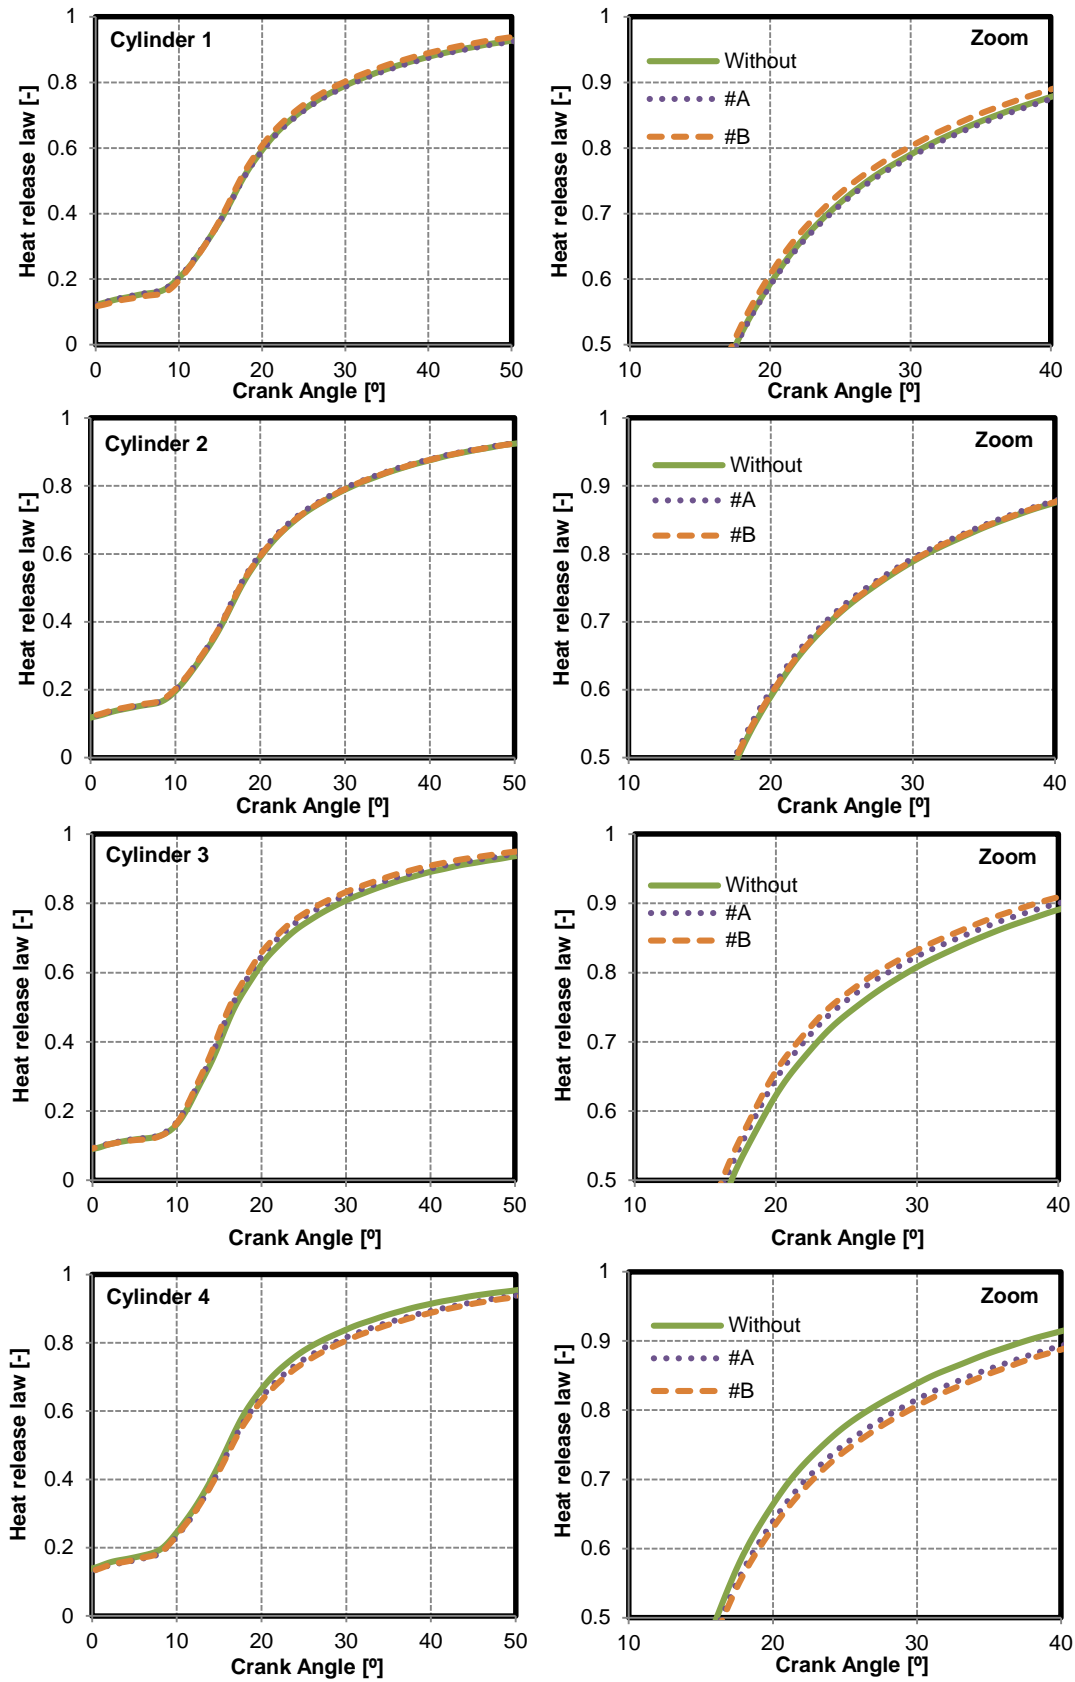 Cylinder 1
Heat release law [-]
1
0.8
0.6
0.4
0.2
0
0 10 20 30 40 50
Crank Angle [º]
Zoom
Without
#A
#B
Heat release law [-]
1
0.9
0.8
0.7
0.6
0.5
10 20 30 40
Crank Angle [º]
Cylinder 2
Heat release law [-]
1
0.8
0.6
0.4
0.2
0
0 10 20 30 40 50
Crank Angle [º]
Zoom
Without
#A
#B
Heat release law [-]
1
0.9
0.8
0.7
0.6
0.5
10 20 30 40
Crank Angle [º]
Cylinder 3
Heat release law [-]
1
0.8
0.6
0.4
0.2
0
0 10 20 30 40 50
Crank Angle [º]
Zoom
Without
#A
#B
Heat release law [-]
1
0.9
0.8
0.7
0.6
0.5
10 20 30 40
Crank Angle [º]
Cylinder 4
Heat release law [-]
1
0.8
0.6
0.4
0.2
0
0 10 20 30 40 50
Crank Angle [º]
Zoom
Without
#A
#B
Heat release law [-]
1
0.9
0.8
0.7
0.6
0.5
10 20 30 40
Crank Angle [º]